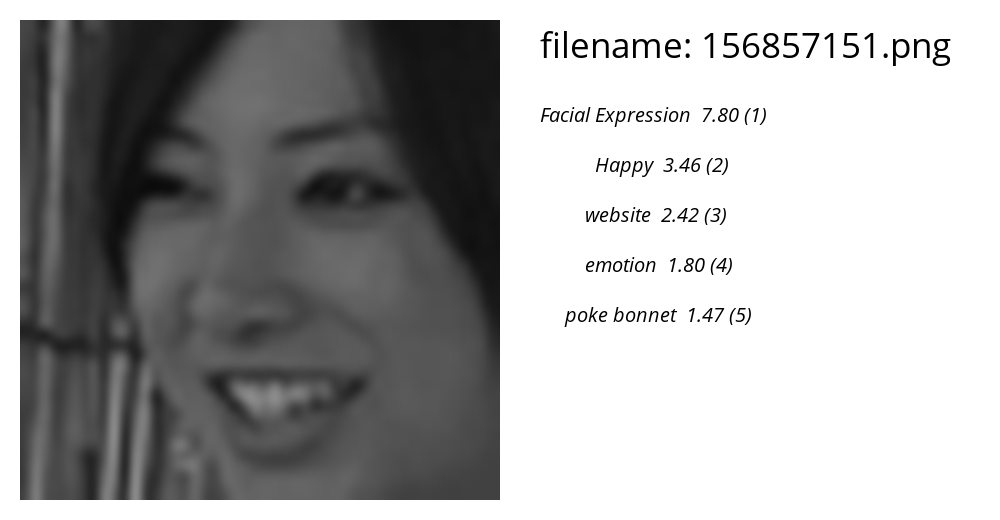 filename: 156857151.png
Facial Expression 7.80 (1)
Happy 3.46 (2)
website 2.42 (3)
emotion 1.80 (4)
poke bonnet 1.47 (5)